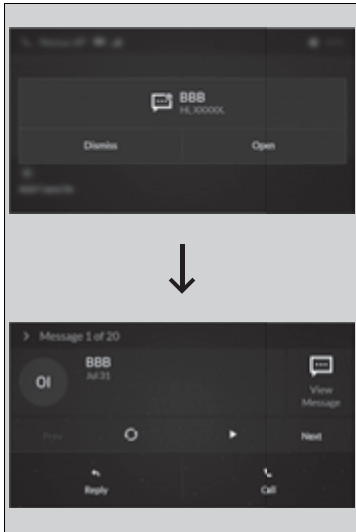 BBB
Hi, XXXXX,
Dismiss
Open
Message 1 of 20
OI
BBB
Jul 31
View
Message
Prev
Next
Reply
Call